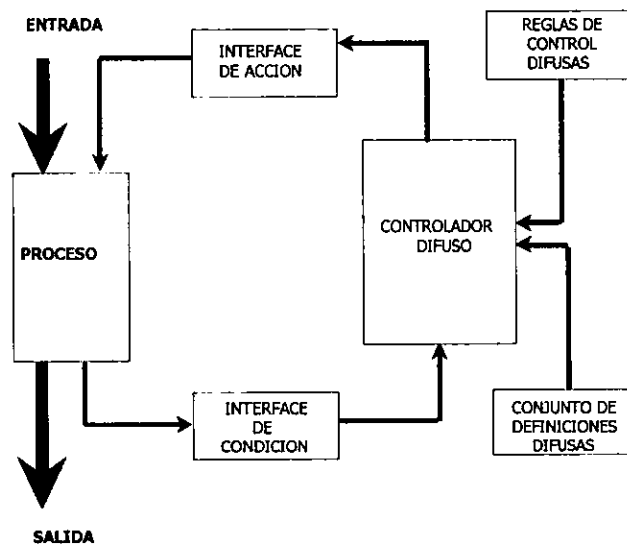 ENTRADA
INTERFACE
DE ACCION
REGLAS DE
CONTROL
DIFUSAS
PROCESO
CONTROLADOR
DIFUSO
INTERFACE
DE
CONDICION
CONJUNTO DE
DEFINICIONES
DIFUSAS
SALIDA